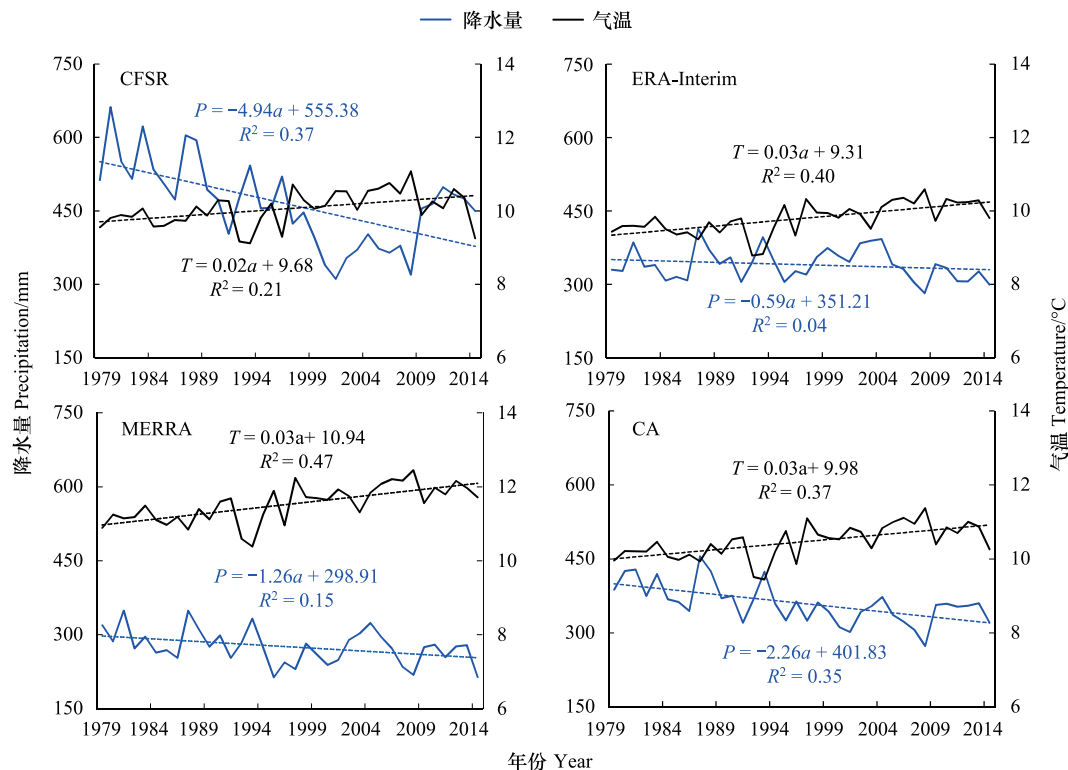 降水量 气温
降水量 Precipitation/mm
气温 Temperature/°C
750
600
450
300
150
14
12
10
8
6
CFSR
P = −4.94a + 555.38
R² = 0.37
T = 0.02a + 9.68
R² = 0.21
1979 1984 1989 1994 1999 2004 2009 2014
750
600
450
300
150
14
12
10
8
6
ERA-Interim
T = 0.03a + 9.31
R² = 0.40
P = −0.59a + 351.21
R² = 0.04
1979 1984 1989 1994 1999 2004 2009 2014
750
600
450
300
150
14
12
10
8
6
MERRA
T = 0.03a+ 10.94
R² = 0.47
P = −1.26a + 298.91
R² = 0.15
1979 1984 1989 1994 1999 2004 2009 2014
750
600
450
300
150
14
12
10
8
6
CA
T = 0.03a+ 9.98
R² = 0.37
P = −2.26a + 401.83
R² = 0.35
1979 1984 1989 1994 1999 2004 2009 2014
年份 Year